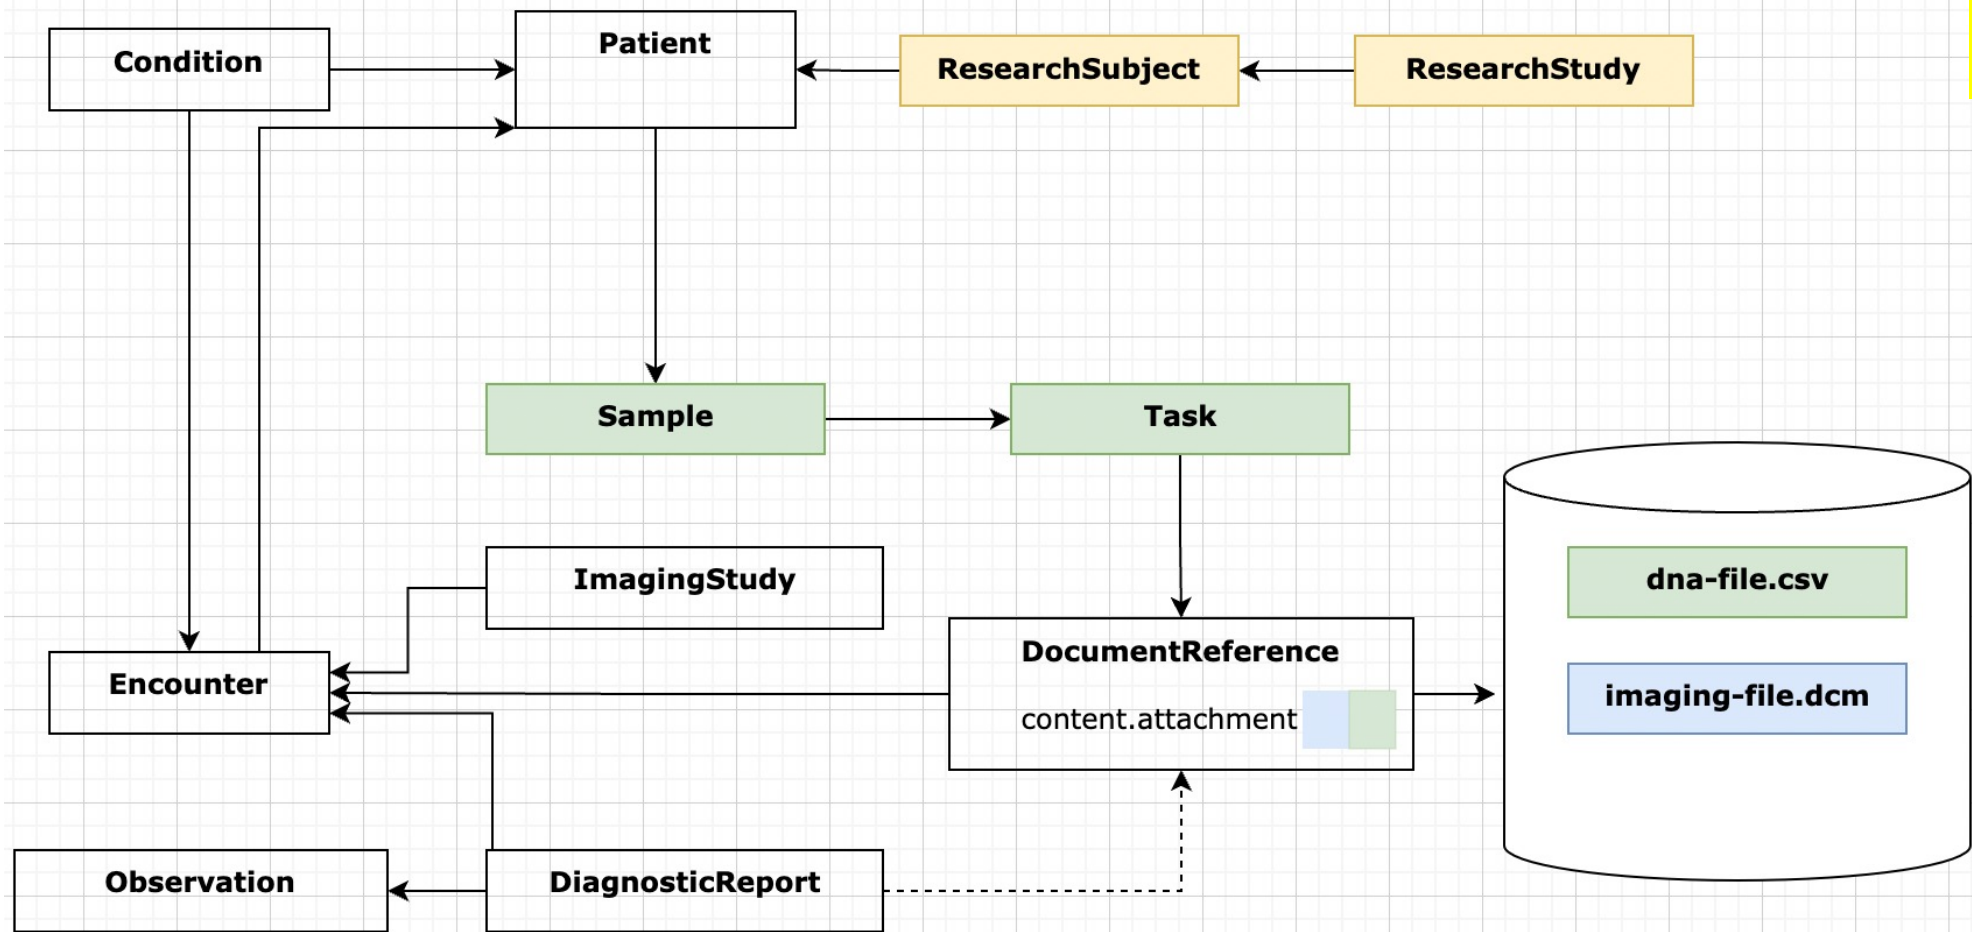 Condition
Patient
ResearchSubject
ResearchStudy
Sample
Task
ImagingStudy
dna-file.csv
DocumentReference
Encounter
imaging-file.dcm
content.attachment
Observation
DiagnosticReport